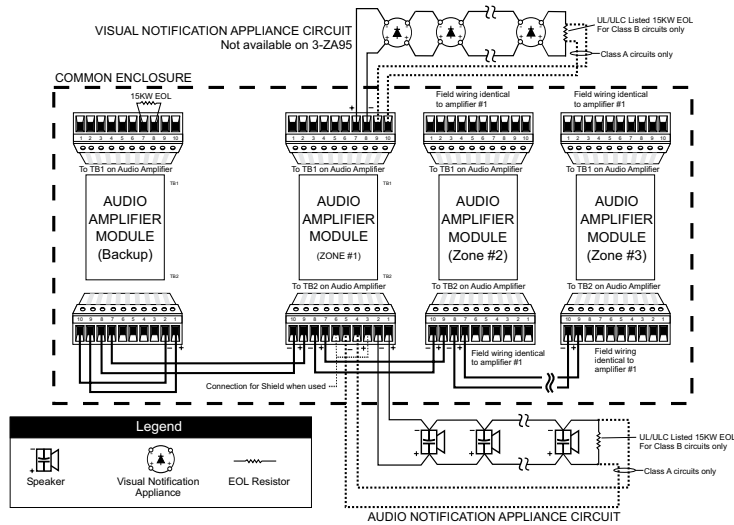 VISUAL NOTIFICATION APPLIANCE CIRCUIT
Not available on 3-ZA95
UL/ULC Listed 15KW EOL
For Class B circuits only
Class A circuits only
COMMON ENCLOSURE
15KW EOL
+ −
Field wiring identical
to amplifier #1
Field wiring identical
to amplifier #1
1 2 3 4 5 6 7 8 9 10
1 2 3 4 5 6 7 8 9 10
1 2 3 4 5 6 7 8 9 10
1 2 3 4 5 6 7 8 9 10
To TB1 on Audio Amplifier
To TB1 on Audio Amplifier
To TB1 on Audio Amplifier
To TB1 on Audio Amplifier
TB1
TB1
AUDIO
AMPLIFIER
MODULE
(Backup)
AUDIO
AMPLIFIER
MODULE
(ZONE #1)
AUDIO
AMPLIFIER
MODULE
(Zone #2)
AUDIO
AMPLIFIER
MODULE
(Zone #3)
TB2
TB2
To TB2 on Audio Amplifier
To TB2 on Audio Amplifier
To TB2 on Audio Amplifier
10 9 8 7 6 5 4 3 2 1
10 9 8 7 6 5 4 3 2 1
10 9 8 7 6 5 4 3 2 1
10 9 8 7 6 5 4 3 2 1
− + − + − +
− + − + − + − +
− + − +
− +
Field wiring identical
to amplifier #1
Field wiring
identical to
amplifier #1
Connection for Shield when used
Legend
− +
Speaker
− +
Visual Notification
Appliance
EOL Resistor
UL/ULC Listed 15KW EOL
For Class B circuits only
Class A circuits only
AUDIO NOTIFICATION APPLIANCE CIRCUIT